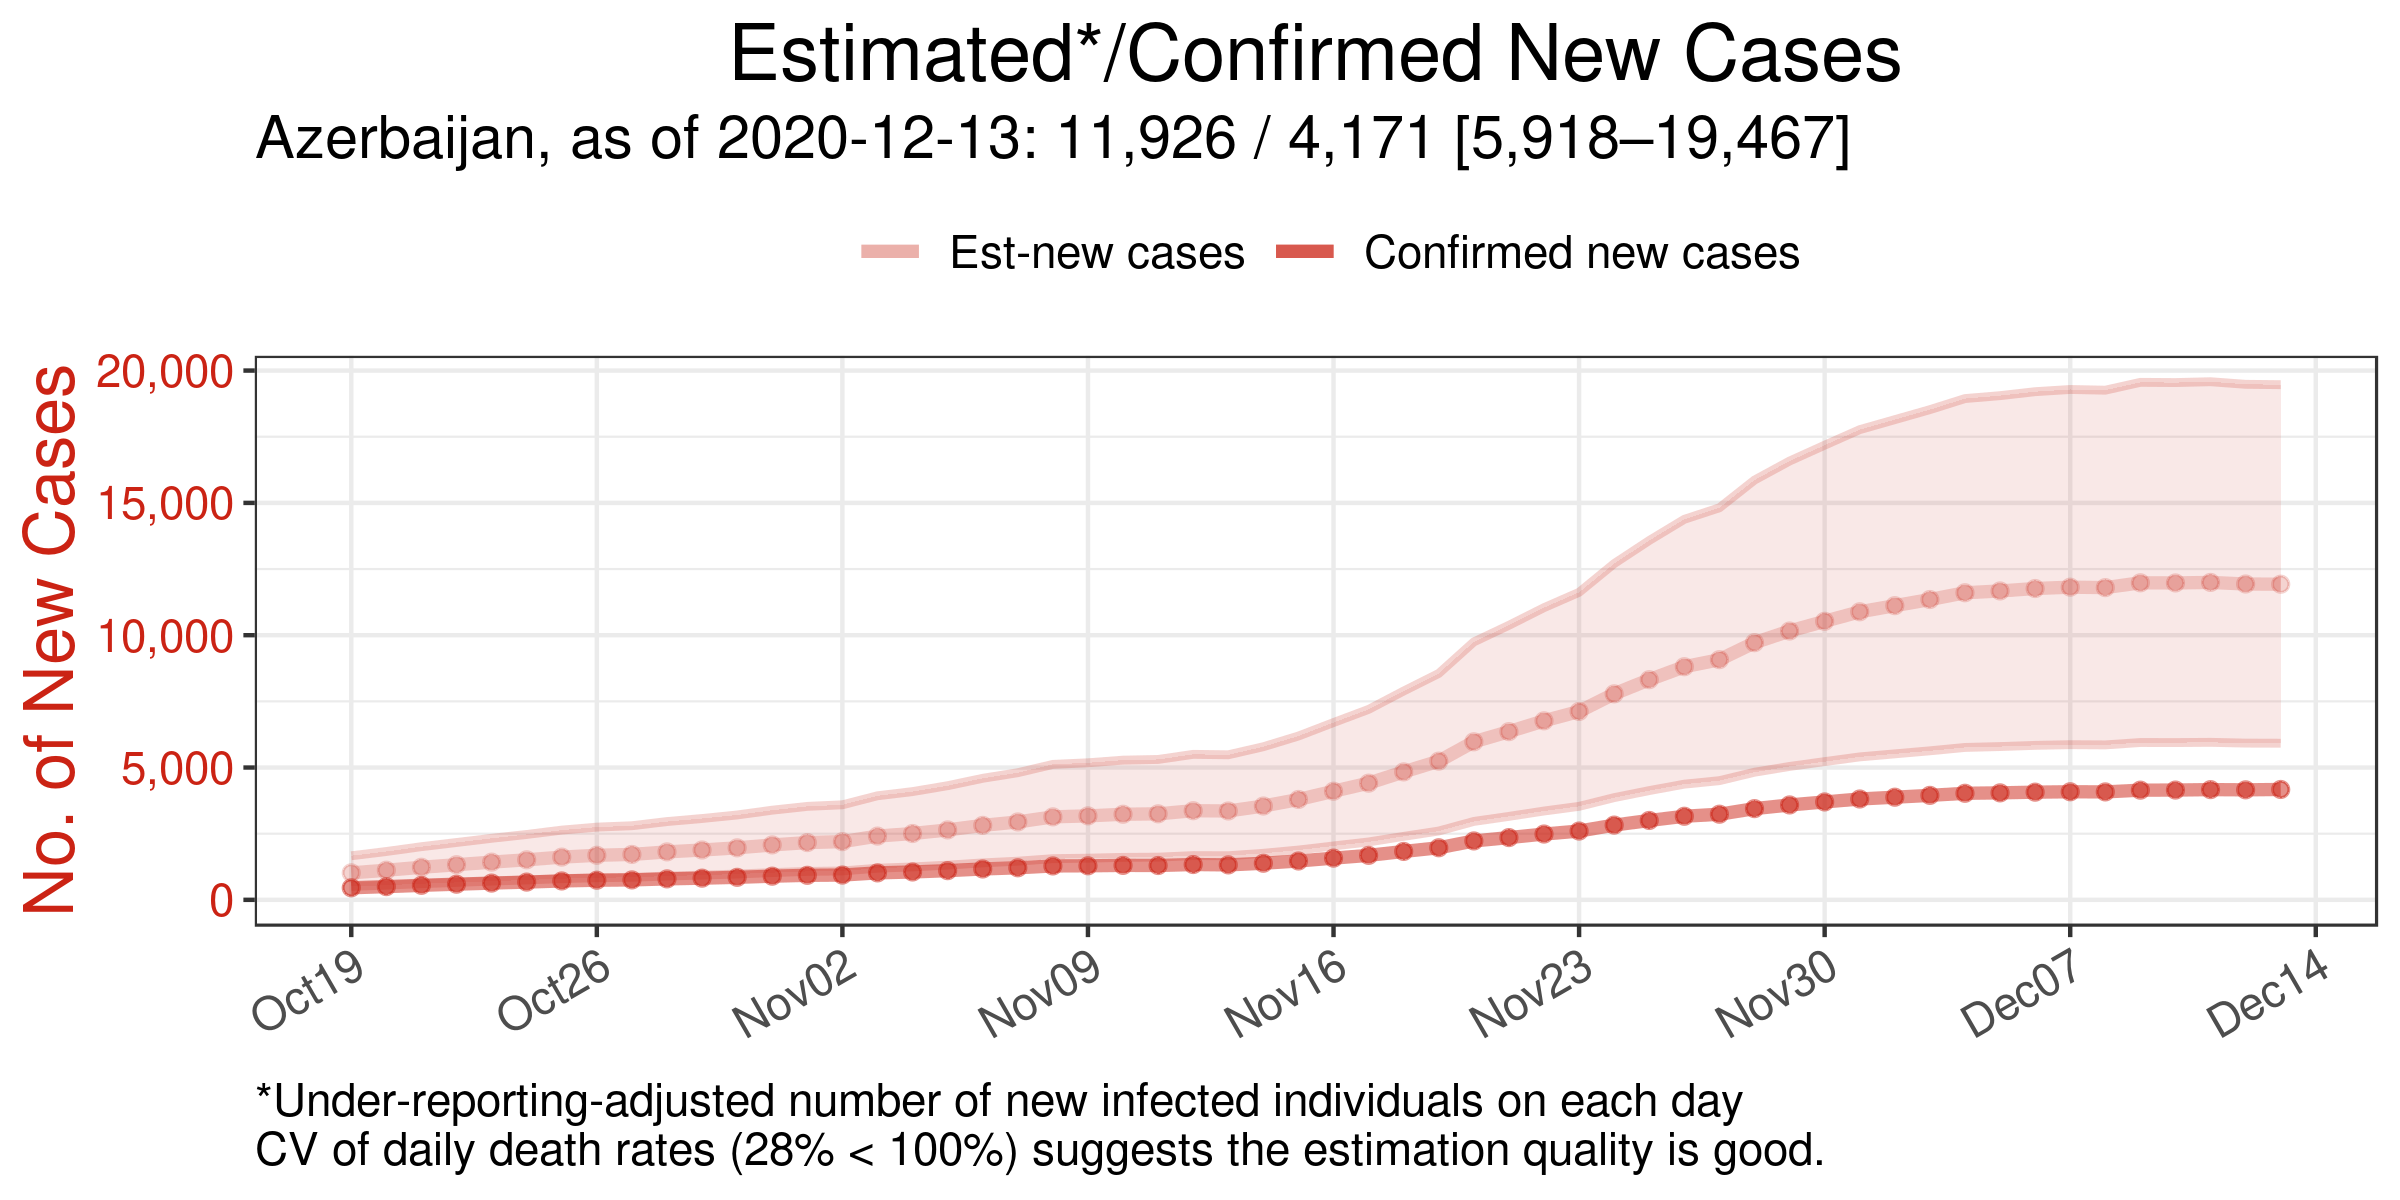 Estimated*/Confirmed New Cases
Azerbaijan, as of 2020-12-13: 11,926 / 4,171 [5,918–19,467]
Est-new cases
Confirmed new cases
No. of New Cases
20,000
15,000
10,000
5,000
0
Oct19
Oct26
Nov02
Nov09
Nov16
Nov23
Nov30
Dec07
Dec14
*Under-reporting-adjusted number of new infected individuals on each day
CV of daily death rates (28% < 100%) suggests the estimation quality is good.